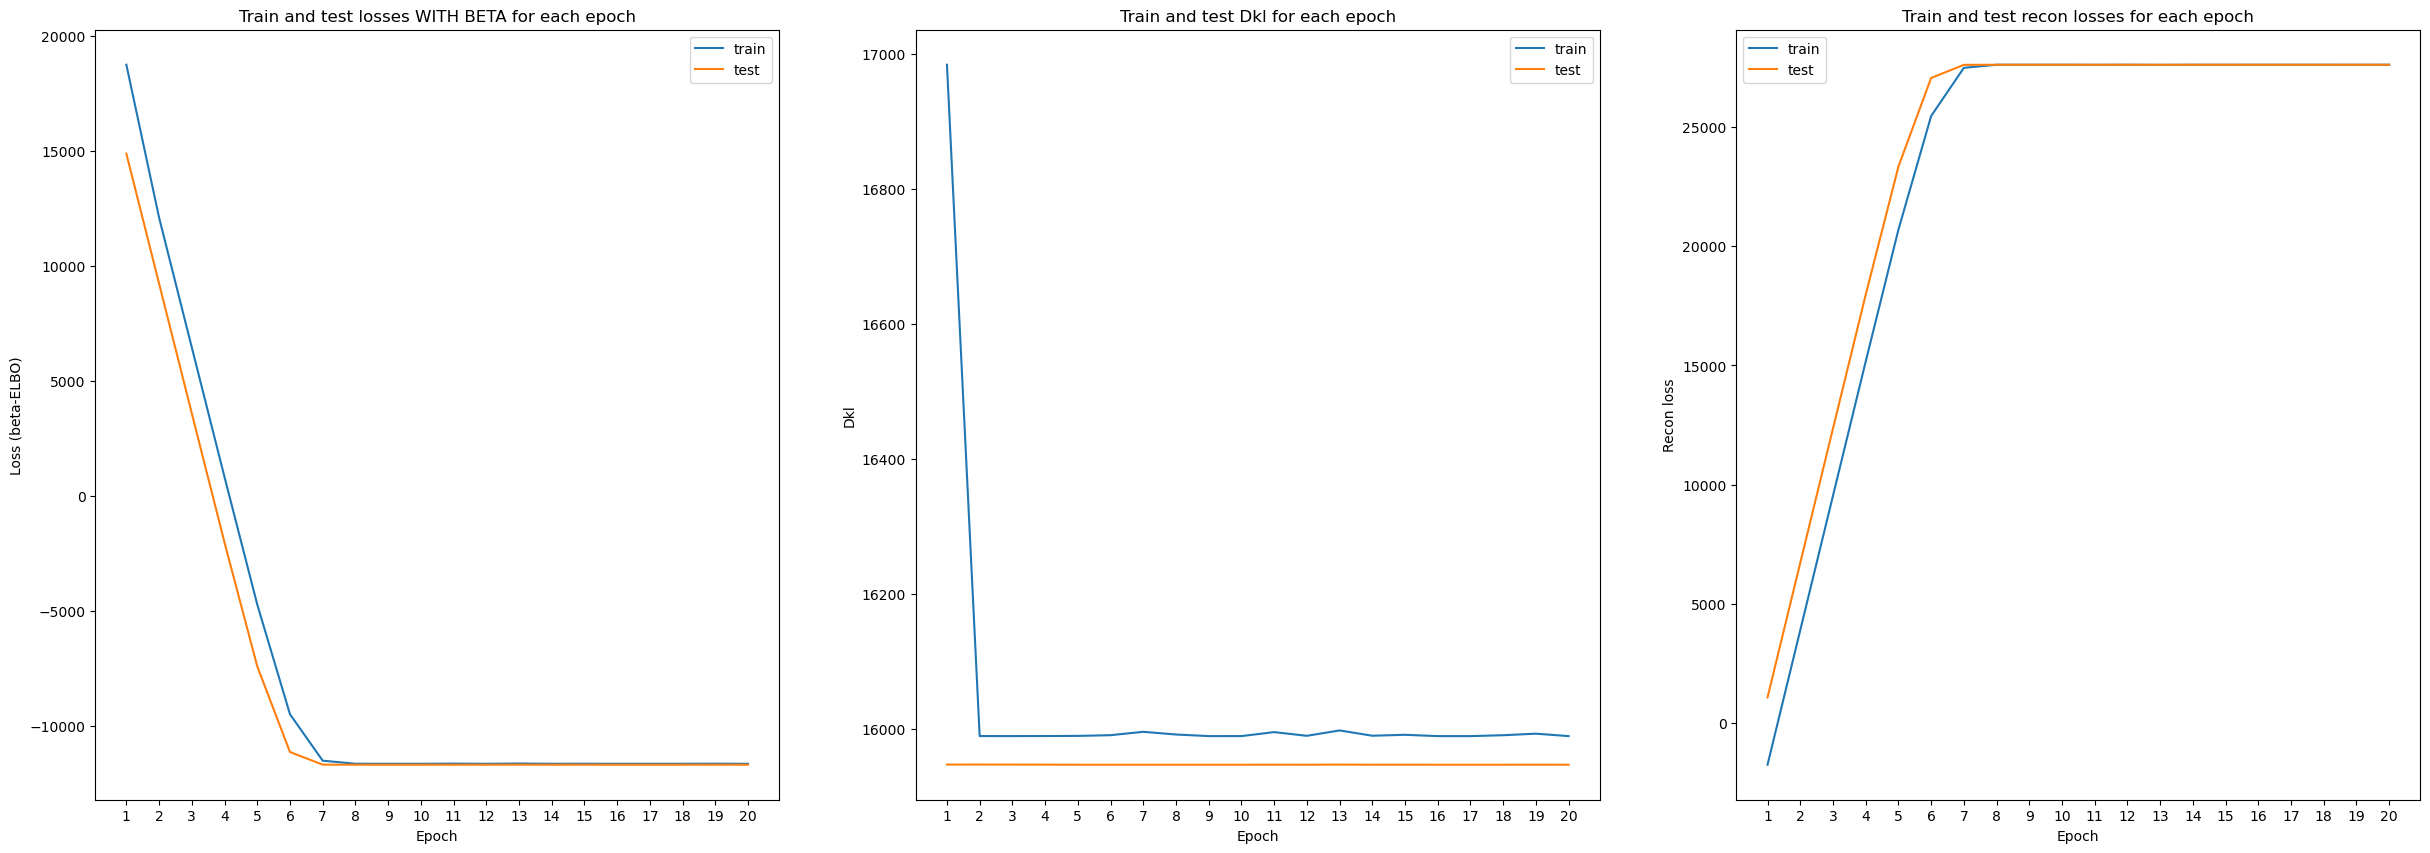 Train and test losses WITH BETA for each epoch
train
test
20000
15000
10000
5000
0
−5000
−10000
Loss (beta-ELBO)
1 2 3 4 5 6 7 8 9 10 11 12 13 14 15 16 17 18 19 20
Epoch
Train and test Dkl for each epoch
train
test
17000
16800
16600
16400
16200
16000
Dkl
1 2 3 4 5 6 7 8 9 10 11 12 13 14 15 16 17 18 19 20
Epoch
Train and test recon losses for each epoch
train
test
25000
20000
15000
10000
5000
0
Recon loss
1 2 3 4 5 6 7 8 9 10 11 12 13 14 15 16 17 18 19 20
Epoch